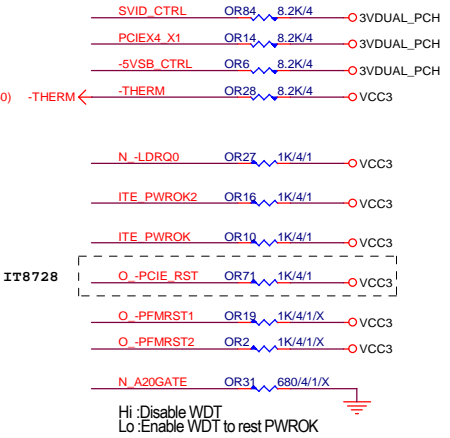 SVID_CTRL OR84 8.2K/4 3VDUAL_PCH
PCIEX4_X1 OR14 8.2K/4 3VDUAL_PCH
-5VSB_CTRL OR6 8.2K/4 3VDUAL_PCH
0) -THERM -THERM OR28 8.2K/4 VCC3
N_-LDRQ0 OR27 1K/4/1 VCC3
ITE_PWROK2 OR16 1K/4/1 VCC3
ITE_PWROK OR10 1K/4/1 VCC3
IT8728 O_-PCIE_RST OR71 1K/4/1 VCC3
O_-PFMRST1 OR19 1K/4/1/X VCC3
O_-PFMRST2 OR2 1K/4/1/X VCC3
N_A20GATE OR31 680/4/1/X
Hi :Disable WDT
Lo :Enable WDT to rest PWROK